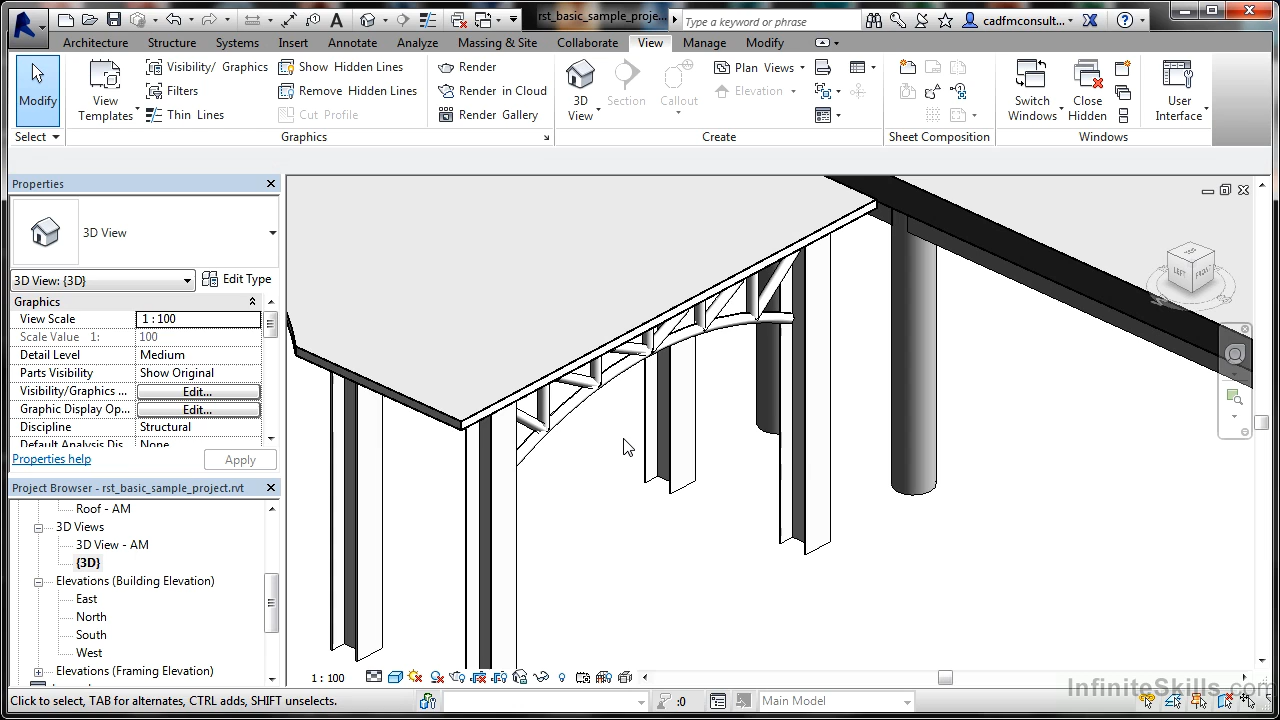 rst_basic_sample_proje...
Type a keyword or phrase
cadfmconsult...
Architecture Structure Systems Insert Annotate Analyze Massing & Site Collaborate View Manage Modify
Modify
Select
View Templates
Visibility/ Graphics
Filters
Thin Lines
Show Hidden Lines
Remove Hidden Lines
Cut Profile
Graphics
Render
Render in Cloud
Render Gallery
3D View
Section
Callout
Plan Views
Elevation
Create
Sheet Composition
Switch Windows
Close Hidden
Windows
User Interface
Properties
3D View
3D View: {3D}
Edit Type
Graphics
View Scale 1 : 100
Scale Value 1: 100
Detail Level Medium
Parts Visibility Show Original
Visibility/Graphics ... Edit...
Graphic Display Op... Edit...
Discipline Structural
Default Analysis Dis... None
Properties help
Apply
Project Browser - rst_basic_sample_project.rvt
Roof - AM
3D Views
3D View - AM
{3D}
Elevations (Building Elevation)
East
North
South
West
Elevations (Framing Elevation)
TOP
LEFT
FRONT
1 : 100
Click to select, TAB for alternates, CTRL adds, SHIFT unselects.
:0
Main Model
InfiniteSkills.com